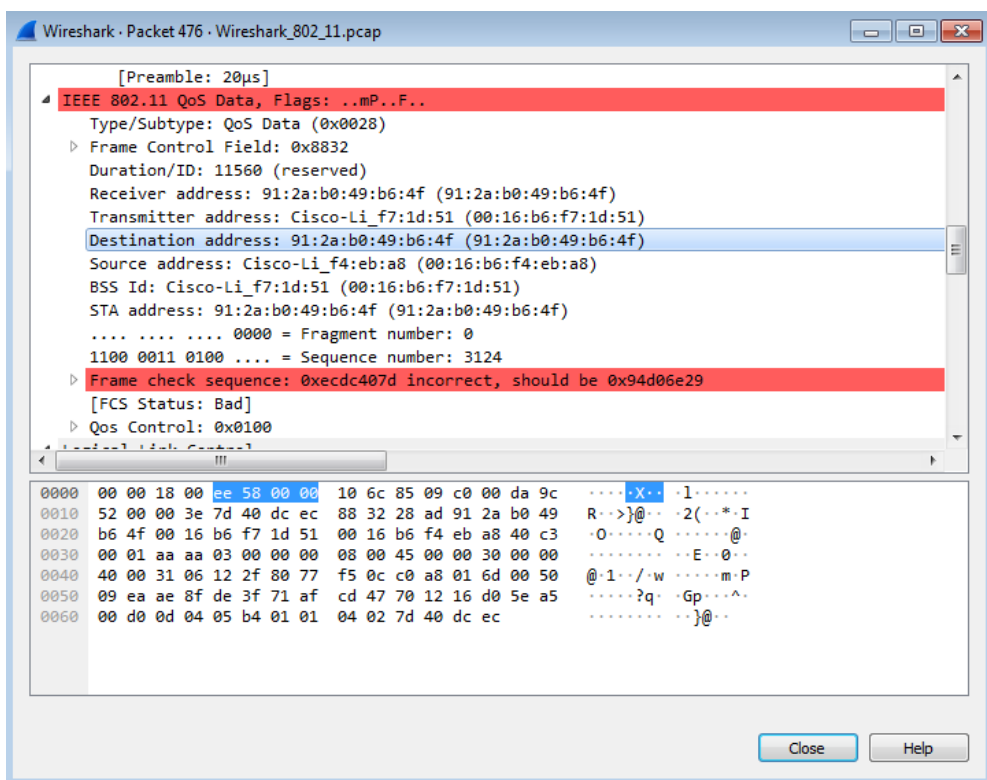 Wireshark · Packet 476 · Wireshark_802_11.pcap
[Preamble: 20µs]
IEEE 802.11 QoS Data, Flags: ..mP..F..
Type/Subtype: QoS Data (0x0028)
Frame Control Field: 0x8832
Duration/ID: 11560 (reserved)
Receiver address: 91:2a:b0:49:b6:4f (91:2a:b0:49:b6:4f)
Transmitter address: Cisco-Li_f7:1d:51 (00:16:b6:f7:1d:51)
Destination address: 91:2a:b0:49:b6:4f (91:2a:b0:49:b6:4f)
Source address: Cisco-Li_f4:eb:a8 (00:16:b6:f4:eb:a8)
BSS Id: Cisco-Li_f7:1d:51 (00:16:b6:f7:1d:51)
STA address: 91:2a:b0:49:b6:4f (91:2a:b0:49:b6:4f)
.... .... .... 0000 = Fragment number: 0
1100 0011 0100 .... = Sequence number: 3124
Frame check sequence: 0xecdc407d incorrect, should be 0x94d06e29
[FCS Status: Bad]
Qos Control: 0x0100
0000 00 00 18 00 ee 58 00 00 10 6c 85 09 c0 00 da 9c ·····X·· ·l······
0010 52 00 00 3e 7d 40 dc ec 88 32 28 ad 91 2a b0 49 R··>}@·· ·2(··*·I
0020 b6 4f 00 16 b6 f7 1d 51 00 16 b6 f4 eb a8 40 c3 ·O·····Q ······@·
0030 00 01 aa aa 03 00 00 00 08 00 45 00 00 30 00 00 ········ ··E··0··
0040 40 00 31 06 12 2f 80 77 f5 0c c0 a8 01 6d 00 50 @·1··/·w ·····m·P
0050 09 ea ae 8f de 3f 71 af cd 47 70 12 16 d0 5e a5 ·····?q· ·Gp···^·
0060 00 d0 0d 04 05 b4 01 01 04 02 7d 40 dc ec ········ ··}@··
Close Help